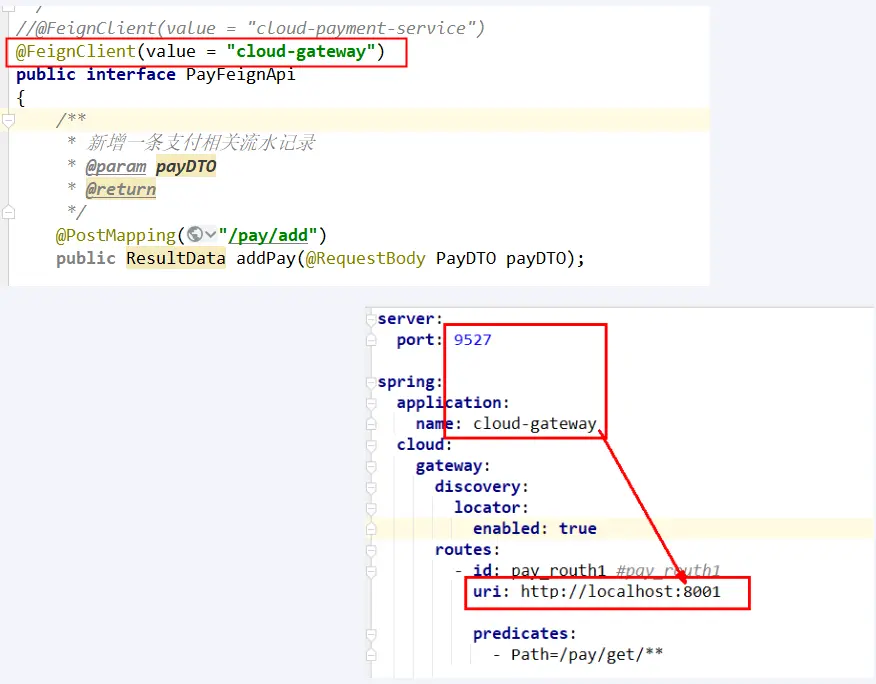 //@FeignClient(value = "cloud-payment-service")
@FeignClient(value = "cloud-gateway")
public interface PayFeignApi
{
    /**
     * 新增一条支付相关流水记录
     * @param payDTO
     * @return
     */
    @PostMapping("/pay/add")
    public ResultData addPay(@RequestBody PayDTO payDTO);
server:
  port: 9527
spring:
  application:
    name: cloud-gateway
  cloud:
    gateway:
      discovery:
        locator:
          enabled: true
      routes:
        - id: pay_routh1 #pay_routh1
          uri: http://localhost:8001
          predicates:
            - Path=/pay/get/**